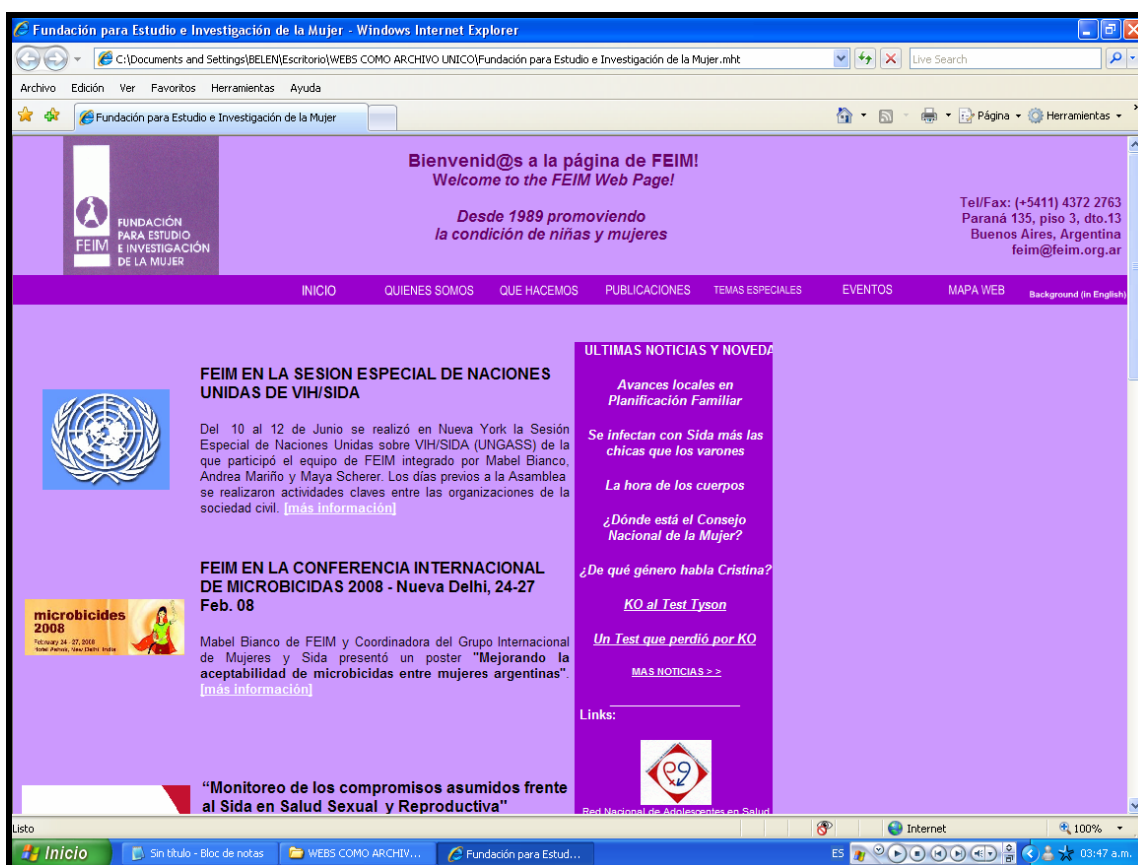 Fundación para Estudio e Investigación de la Mujer - Windows Internet Explorer
C:\Documents and Settings\BELEN\Escritorio\WEBS COMO ARCHIVO UNICO\Fundación para Estudio e Investigación de la Mujer.mht
Live Search
Archivo Edición Ver Favoritos Herramientas Ayuda
Fundación para Estudio e Investigación de la Mujer
Página
Herramientas
FEIM
FUNDACIÓN
PARA ESTUDIO
E INVESTIGACIÓN
DE LA MUJER
Bienvenid@s a la página de FEIM!
Welcome to the FEIM Web Page!
Desde 1989 promoviendo
la condición de niñas y mujeres
Tel/Fax: (+5411) 4372 2763
Paraná 135, piso 3, dto.13
Buenos Aires, Argentina
feim@feim.org.ar
INICIO QUIENES SOMOS QUE HACEMOS PUBLICACIONES TEMAS ESPECIALES EVENTOS MAPA WEB Background (in English)
FEIM EN LA SESION ESPECIAL DE NACIONES
UNIDAS DE VIH/SIDA
Del 10 al 12 de Junio se realizó en Nueva York la Sesión
Especial de Naciones Unidas sobre VIH/SIDA (UNGASS) de la
que participó el equipo de FEIM integrado por Mabel Bianco,
Andrea Mariño y Maya Scherer. Los días previos a la Asamblea
se realizaron actividades claves entre las organizaciones de la
sociedad civil. [más información]
microbicides
2008
February 24 - 27, 2008
FEIM EN LA CONFERENCIA INTERNACIONAL
DE MICROBICIDAS 2008 - Nueva Delhi, 24-27
Feb. 08
Mabel Bianco de FEIM y Coordinadora del Grupo Internacional
de Mujeres y Sida presentó un poster "Mejorando la
aceptabilidad de microbicidas entre mujeres argentinas".
[más información]
“Monitoreo de los compromisos asumidos frente
al Sida en Salud Sexual y Reproductiva"
ULTIMAS NOTICIAS Y NOVEDA
Avances locales en
Planificación Familiar
Se infectan con Sida más las
chicas que los varones
La hora de los cuerpos
¿Dónde está el Consejo
Nacional de la Mujer?
¿De qué género habla Cristina?
KO al Test Tyson
Un Test que perdió por KO
MAS NOTICIAS > >
Links:
Red Nacional de Adolescentes en Salud
Listo
Internet
100%
Inicio
Sin título - Bloc de notas
WEBS COMO ARCHIV...
Fundación para Estud...
ES
03:47 a.m.